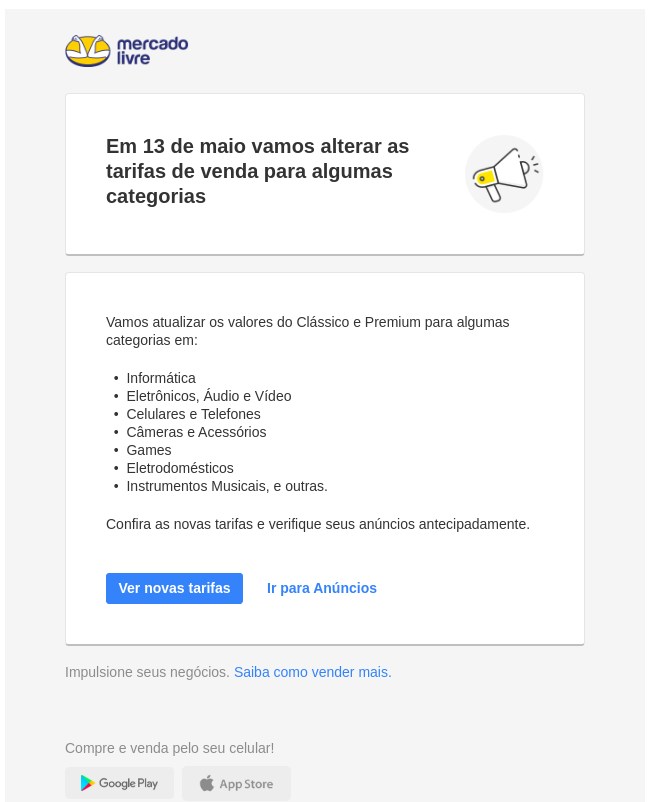 mercado
livre
Em 13 de maio vamos alterar as
tarifas de venda para algumas
categorias
Vamos atualizar os valores do Clássico e Premium para algumas
categorias em:
• Informática
• Eletrônicos, Áudio e Vídeo
• Celulares e Telefones
• Câmeras e Acessórios
• Games
• Eletrodomésticos
• Instrumentos Musicais, e outras.
Confira as novas tarifas e verifique seus anúncios antecipadamente.
Ver novas tarifas Ir para Anúncios
Impulsione seus negócios. Saiba como vender mais.
Compre e venda pelo seu celular!
Google Play App Store